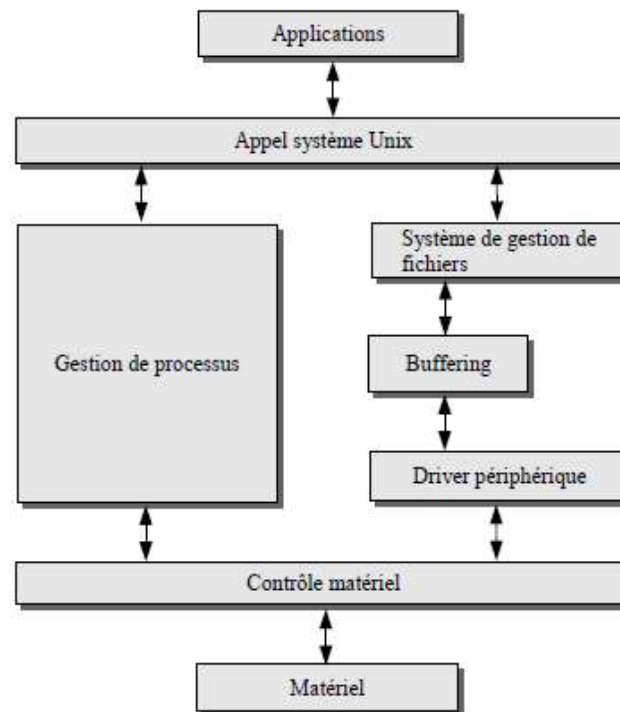 Applications
Appel système Unix
Système de gestion de
fichiers
Gestion de processus
Buffering
Driver périphérique
Contrôle matériel
Matériel